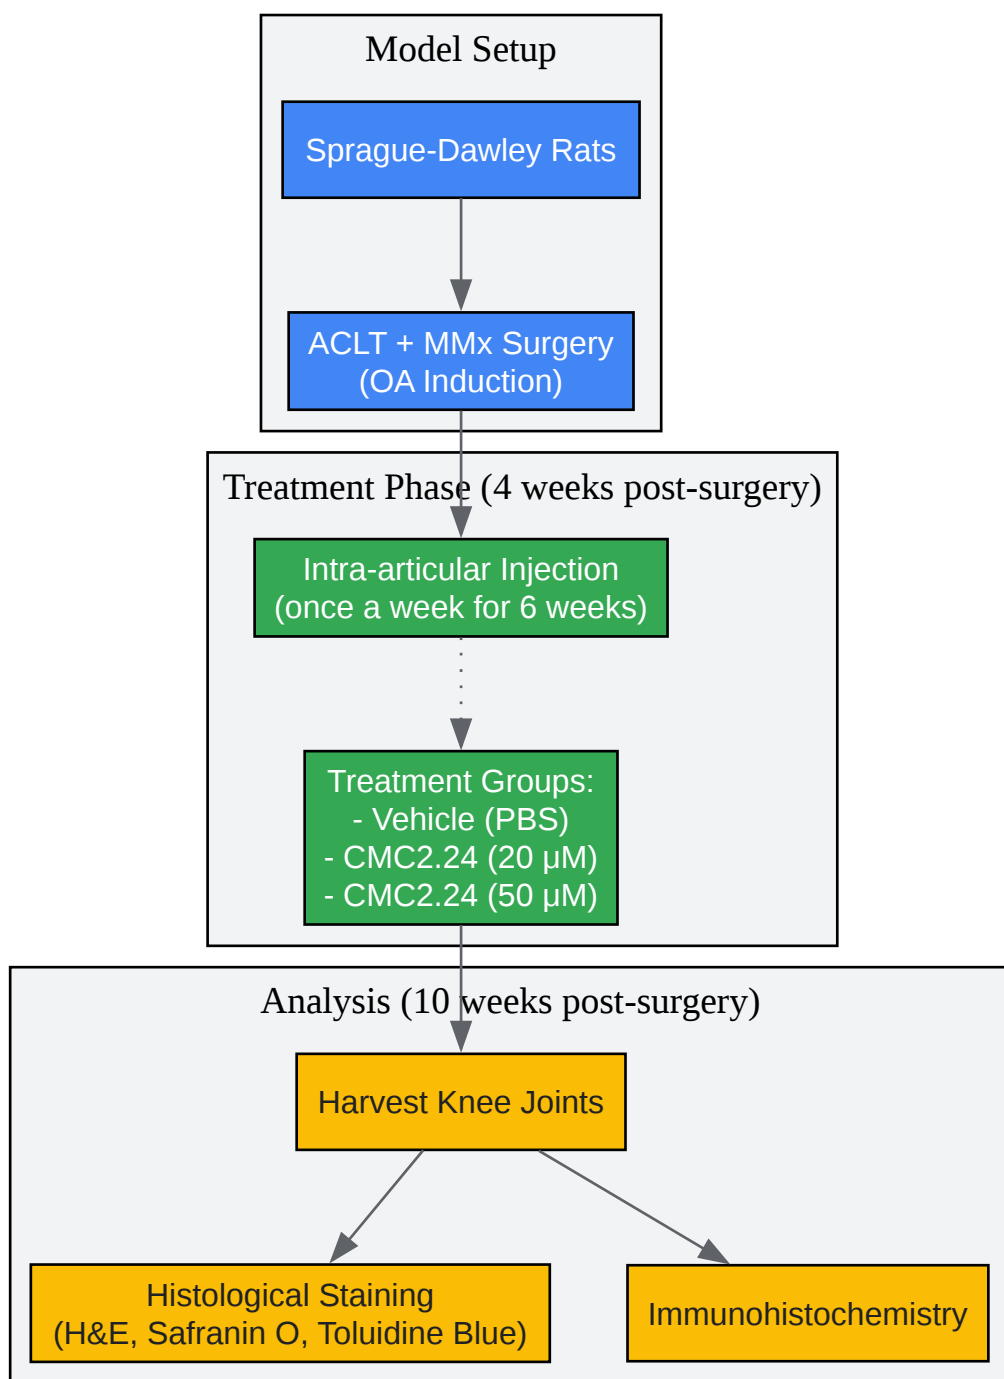 Model Setup
Sprague-Dawley Rats
ACLT + MMx Surgery
(OA Induction)
Treatment Phase (4 weeks post-surgery)
Intra-articular Injection
(once a week for 6 weeks)
Treatment Groups:
- Vehicle (PBS)
- CMC2.24 (20 μM)
- CMC2.24 (50 μM)
Analysis (10 weeks post-surgery)
Harvest Knee Joints
Histological Staining
(H&E, Safranin O, Toluidine Blue)
Immunohistochemistry